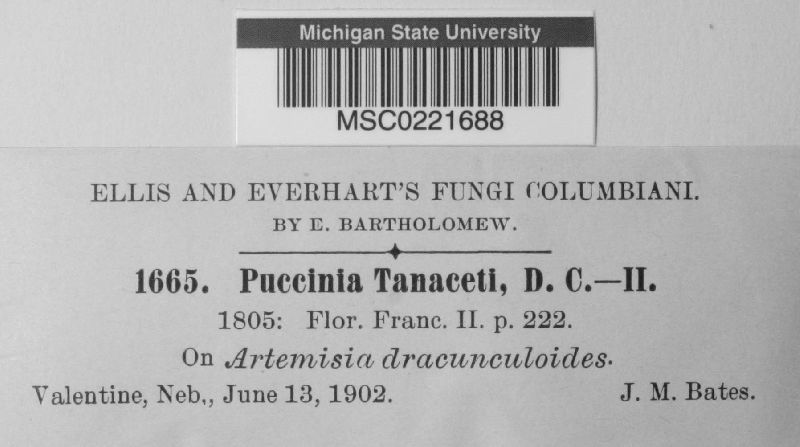 Michigan State University
MSC0221688
ELLIS AND EVERHART'S FUNGI COLUMBIANI.
BY E. BARTHOLOMEW.
1665. Puccinia Tanaceti, D. C.—II.
1805: Flor. Franc. II. p. 222.
On Artemisia dracunculoides.
Valentine, Neb,, June 13, 1902. J. M. Bates.